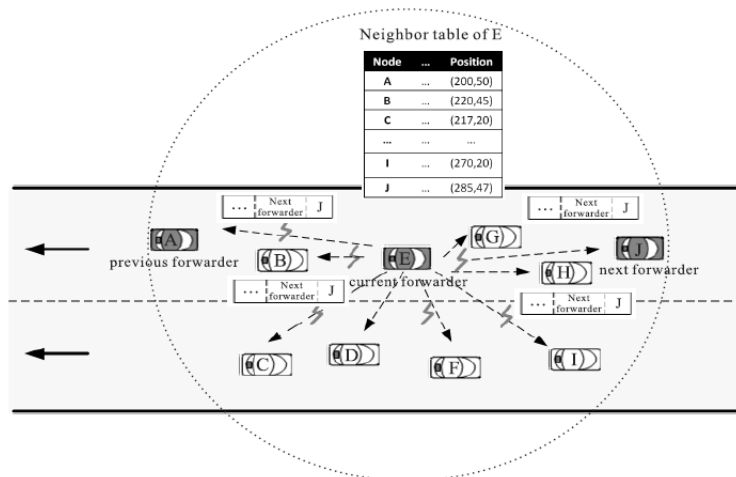 Neighbor table of E
Node ... Position
A ... (200,50)
B ... (220,45)
C ... (217,20)
... ... ...
I ... (270,20)
J ... (285,47)
... Next forwarder J
... Next forwarder J
A
previous forwarder
B
E
current forwarder
G
H
J
next forwarder
... Next forwarder J
... Next forwarder J
C
D
F
I